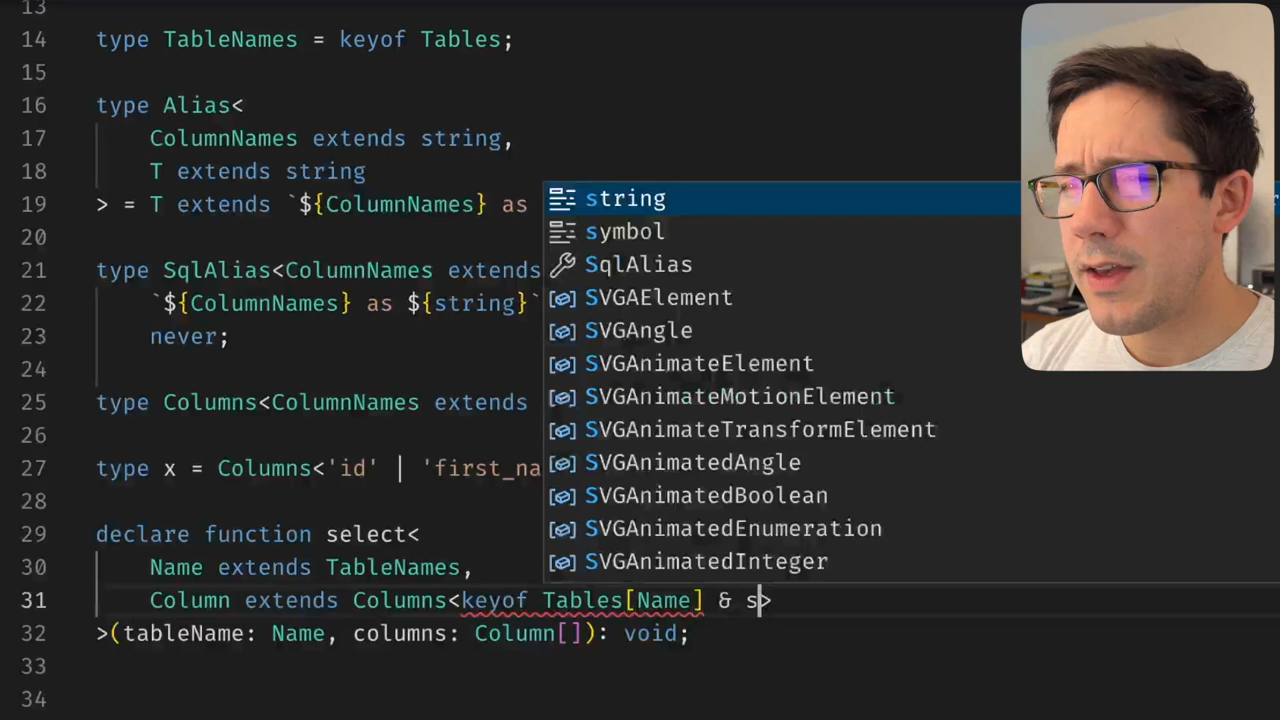 13
14 type TableNames = keyof Tables;
15
16 type Alias<
17 ColumnNames extends string,
18 T extends string
19 > = T extends `${ColumnNames} as
20
21 type SqlAlias<ColumnNames extends
22 `${ColumnNames} as ${string}`
23 never;
24
25 type Columns<ColumnNames extends
26
27 type x = Columns<'id' | 'first_na
28
29 declare function select<
30 Name extends TableNames,
31 Column extends Columns<keyof Tables[Name] & s>
32 >(tableName: Name, columns: Column[]): void;
33
34
string
symbol
SqlAlias
SVGAElement
SVGAngle
SVGAnimateElement
SVGAnimateMotionElement
SVGAnimateTransformElement
SVGAnimatedAngle
SVGAnimatedBoolean
SVGAnimatedEnumeration
SVGAnimatedInteger